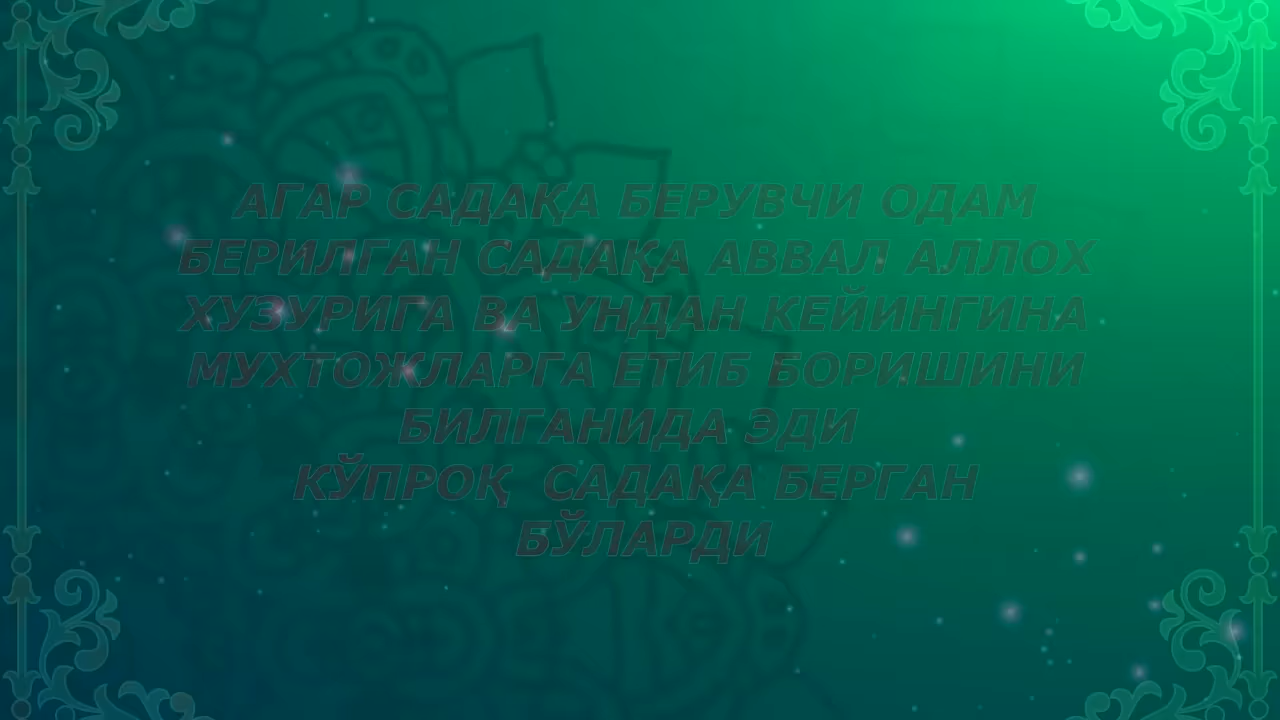 АГАР САДАҚА БЕРУВЧИ ОДАМ
БЕРИЛГАН САДАҚА АВВАЛ АЛЛОХ
ХУЗУРИГА ВА УНДАН КЕЙИНГИНА
МУХТОЖЛАРГА ЕТИБ БОРИШИНИ
БИЛГАНИДА ЭДИ
КЎПРОҚ САДАҚА БЕРГАН
БЎЛАРДИ